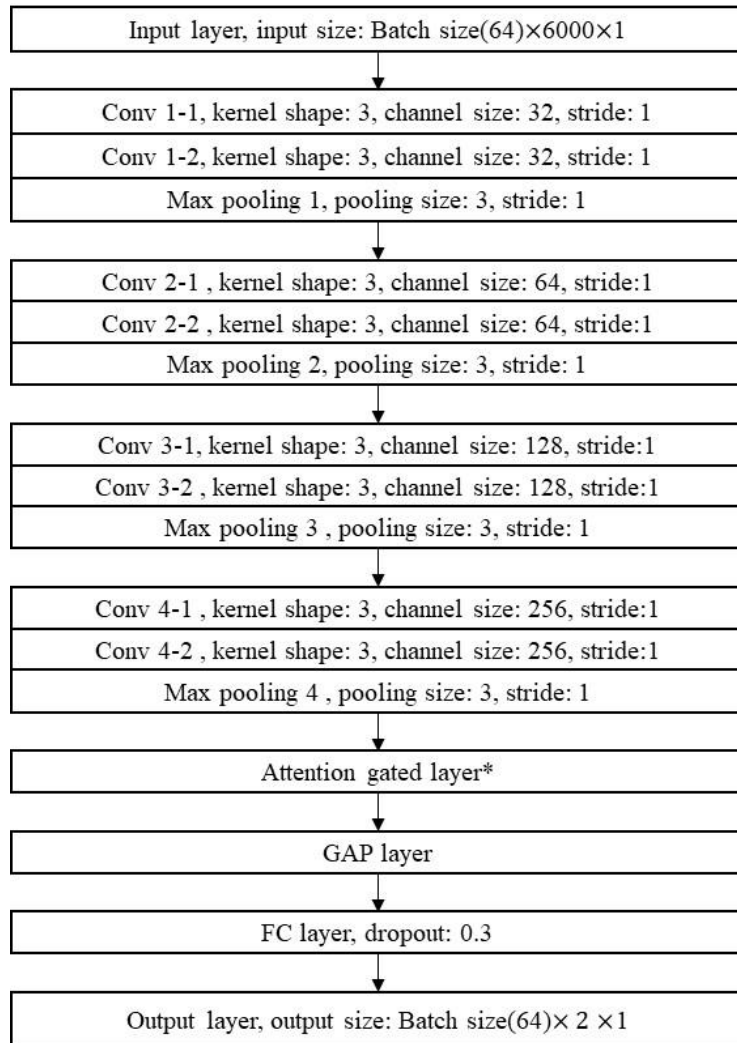 Input layer, input size: Batch size(64)×6000×1
Conv 1-1, kernel shape: 3, channel size: 32, stride: 1
Conv 1-2, kernel shape: 3, channel size: 32, stride: 1
Max pooling 1, pooling size: 3, stride: 1
Conv 2-1 , kernel shape: 3, channel size: 64, stride:1
Conv 2-2 , kernel shape: 3, channel size: 64, stride:1
Max pooling 2, pooling size: 3, stride: 1
Conv 3-1, kernel shape: 3, channel size: 128, stride:1
Conv 3-2 , kernel shape: 3, channel size: 128, stride:1
Max pooling 3 , pooling size: 3, stride: 1
Conv 4-1 , kernel shape: 3, channel size: 256, stride:1
Conv 4-2 , kernel shape: 3, channel size: 256, stride:1
Max pooling 4 , pooling size: 3, stride: 1
Attention gated layer*
GAP layer
FC layer, dropout: 0.3
Output layer, output size: Batch size(64)× 2 ×1